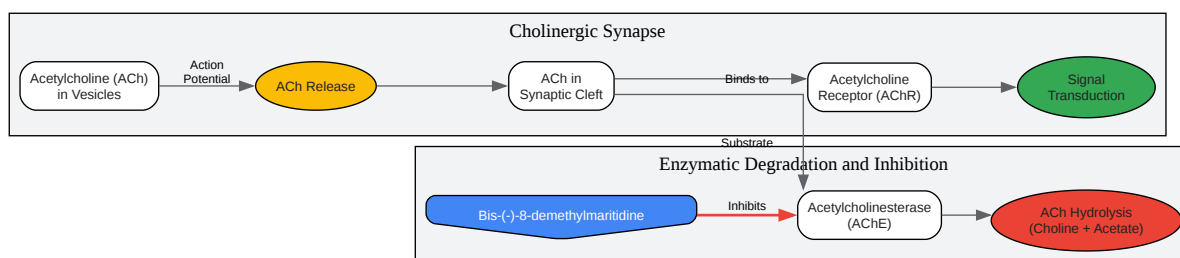 Cholinergic Synapse
Acetylcholine (ACh)
in Vesicles
Action
Potential
ACh Release
ACh in
Synaptic Cleft
Binds to
Acetylcholine
Receptor (AChR)
Signal
Transduction
Substrate
Enzymatic Degradation and Inhibition
Bis-(-)-8-demethylmaritidine
Inhibits
Acetylcholinesterase
(AChE)
ACh Hydrolysis
(Choline + Acetate)